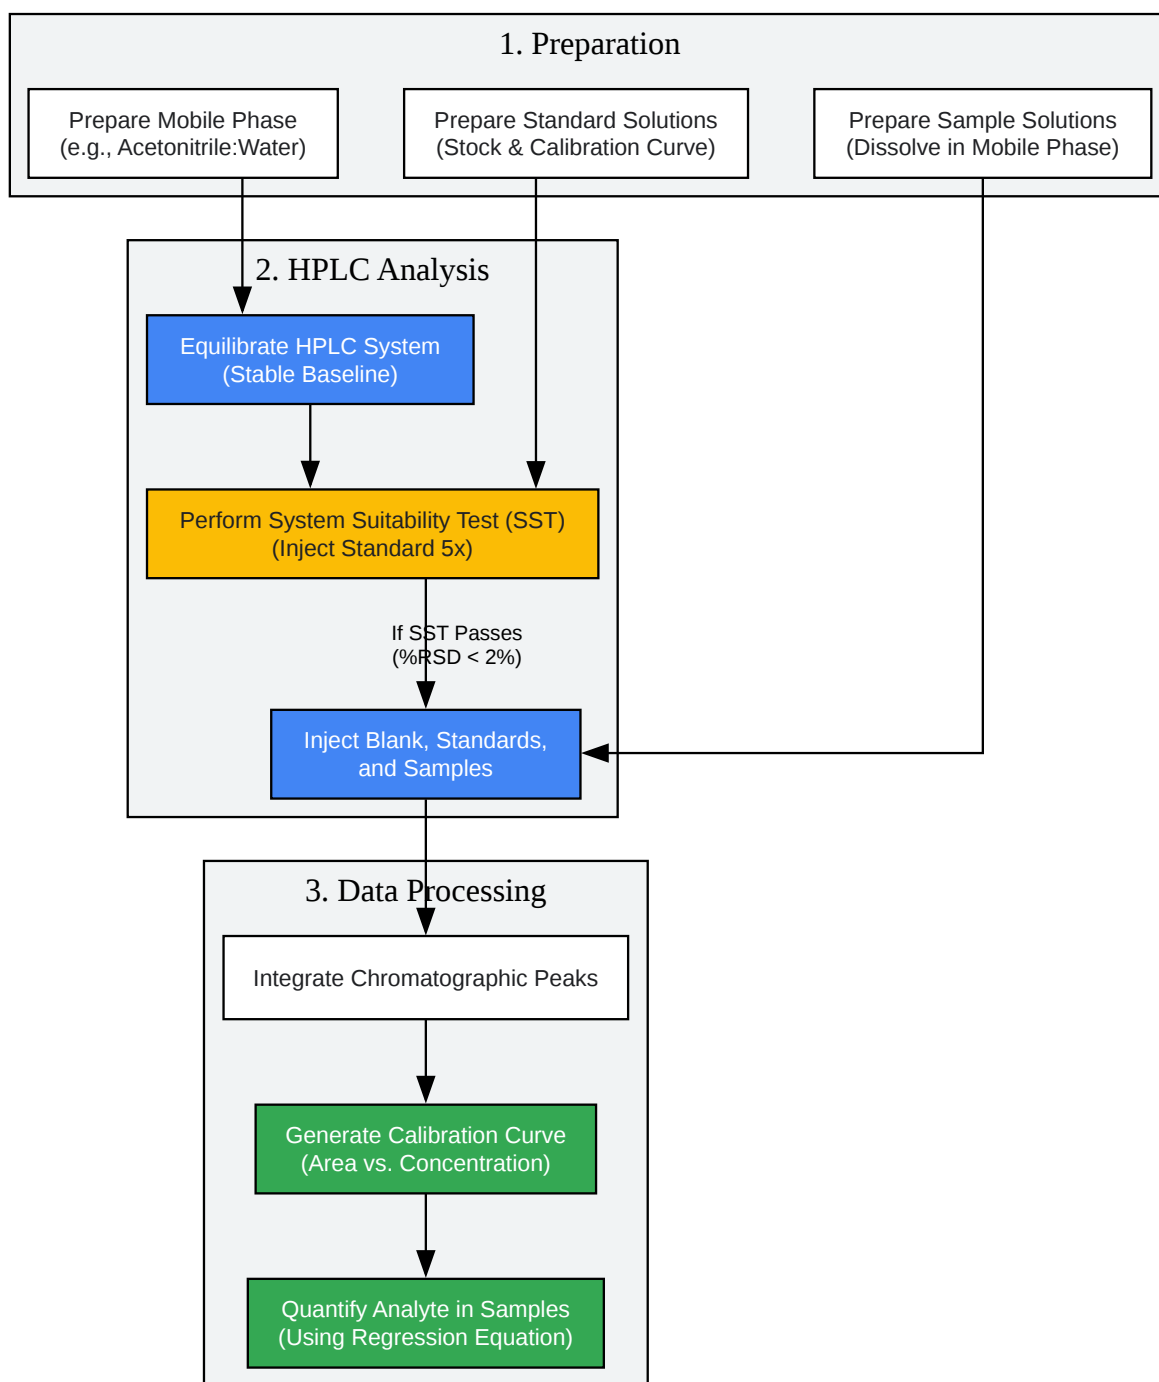 1. Preparation
Prepare Mobile Phase
(e.g., Acetonitrile:Water)
Prepare Standard Solutions
(Stock & Calibration Curve)
Prepare Sample Solutions
(Dissolve in Mobile Phase)
2. HPLC Analysis
Equilibrate HPLC System
(Stable Baseline)
Perform System Suitability Test (SST)
(Inject Standard 5x)
If SST Passes
(%RSD < 2%)
Inject Blank, Standards,
and Samples
3. Data Processing
Integrate Chromatographic Peaks
Generate Calibration Curve
(Area vs. Concentration)
Quantify Analyte in Samples
(Using Regression Equation)